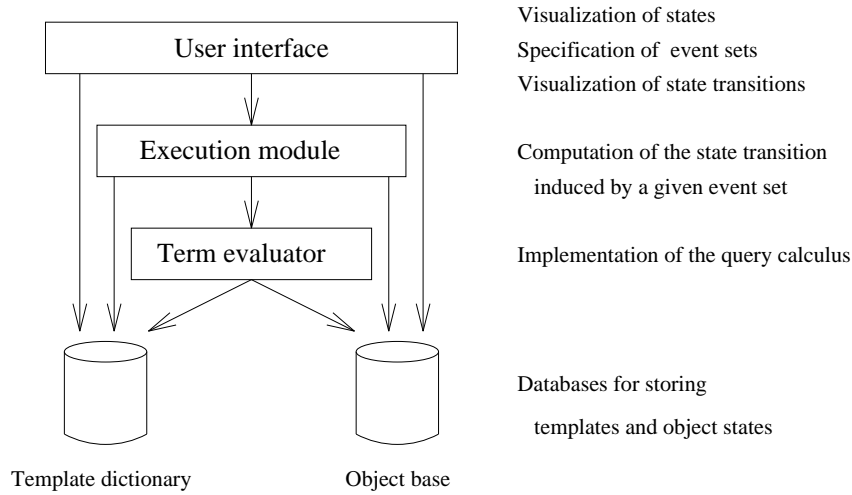 Visualization of states
User interface
Specification of event sets
Visualization of state transitions
Execution module
Computation of the state transition
induced by a given event set
Term evaluator
Implementation of the query calculus
Databases for storing
templates and object states
Template dictionary
Object base